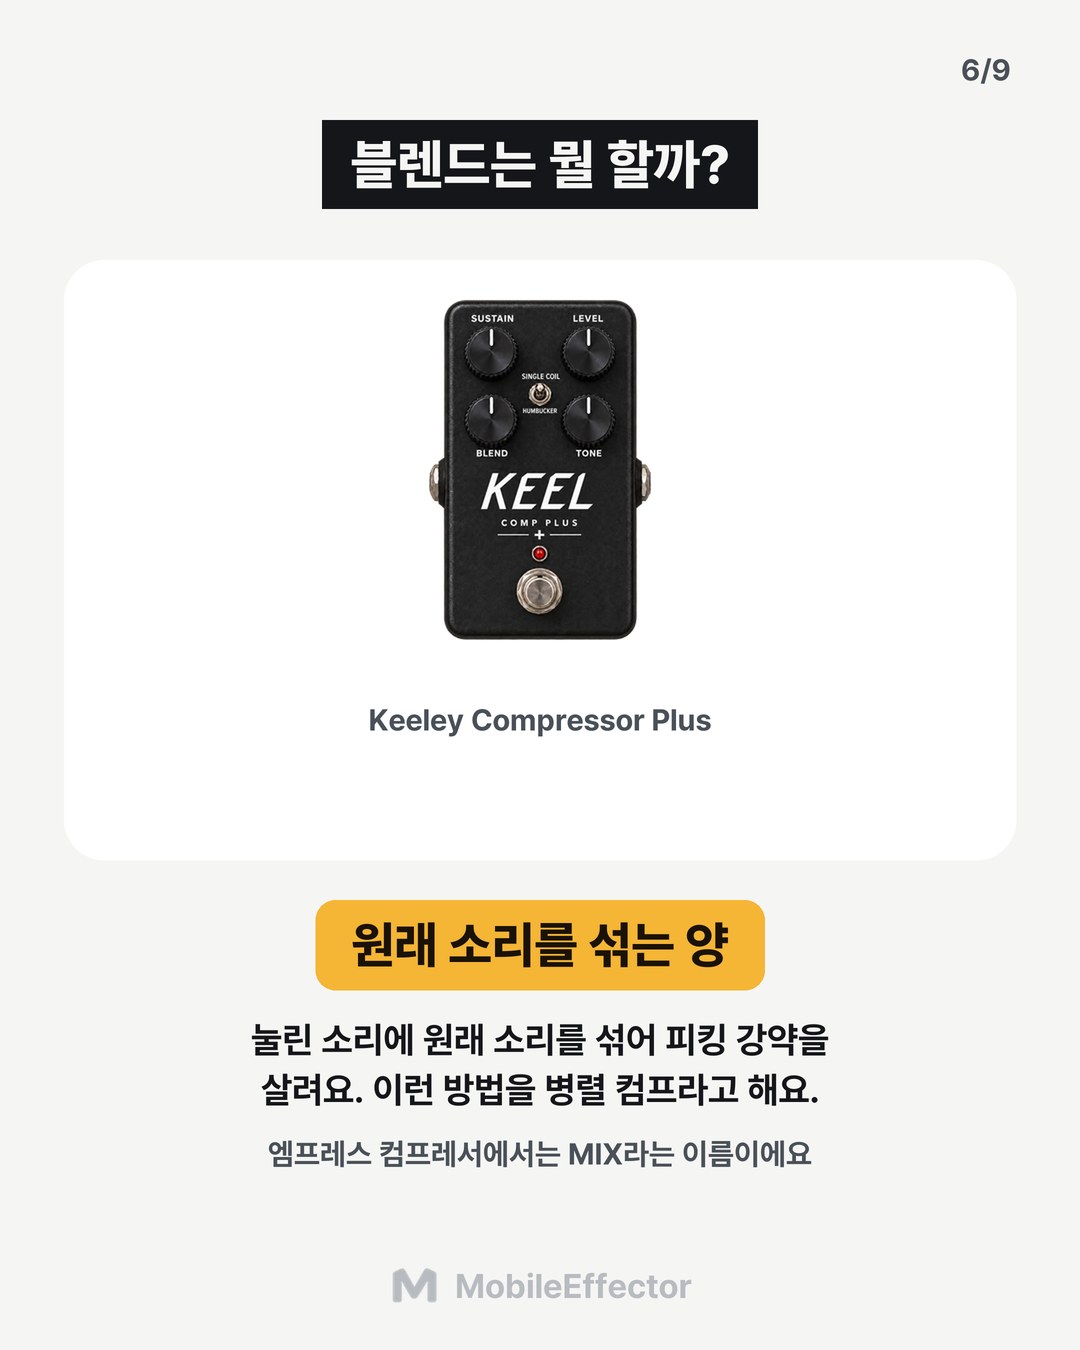 6/9
블렌드는 뭘 할까?
SUSTAIN
LEVEL
SINGLE COIL
HUMBUCKER
BLEND
TONE
KEEL
COMP PLUS
Keeley Compressor Plus
원래 소리를 섞는 양
눌린 소리에 원래 소리를 섞어 피킹 강약을
살려요. 이런 방법을 병렬 컴프라고 해요.
엠프레스 컴프레서에서는 MIX라는 이름이에요
MobileEffector